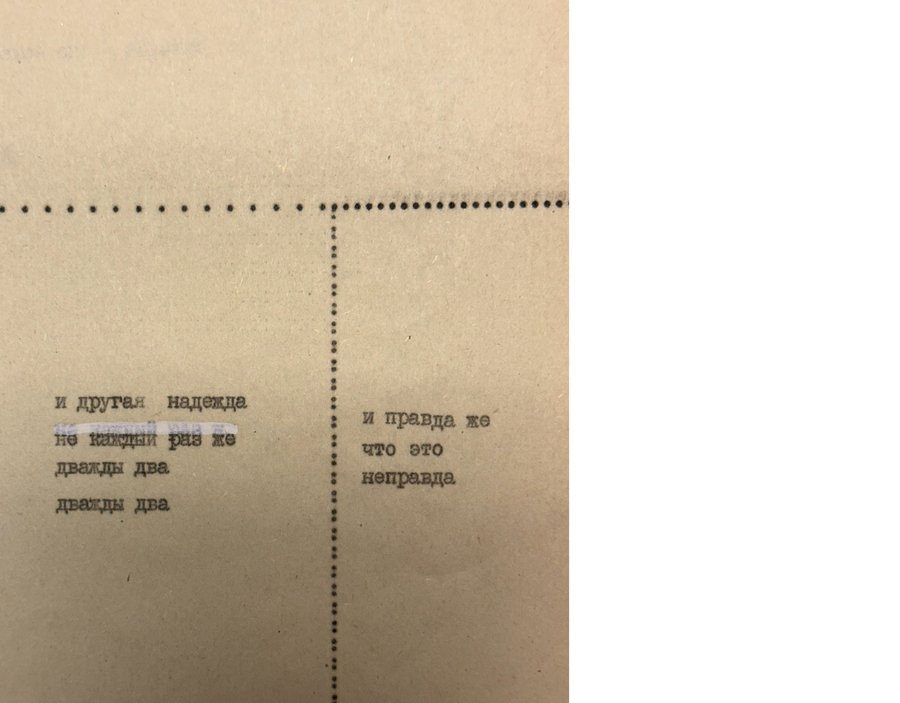 и другая надежда
не каждый раз же
дважды два
дважды два
и правда же
что это
неправда